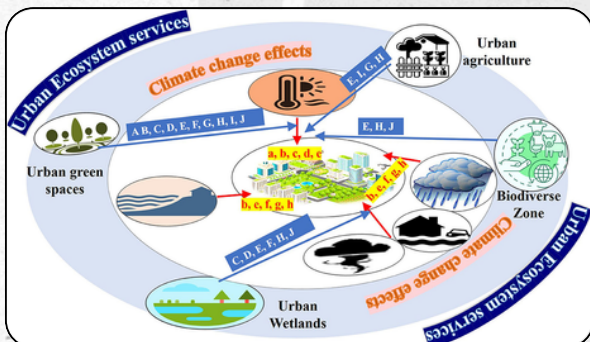 Urban Ecosystem services
Climate change effects
Urban
agriculture
E, I, G, H
A B, C, D, E, F, G, H, I, J
E, H, J
a, b, c, d, e
Urban green
spaces
b, e, f, g, h
b, e, f, g, h
Biodiverse
Zone
C, D, E, F, H, J
Urban
Wetlands
Climate change effects
Urban Ecosystem services